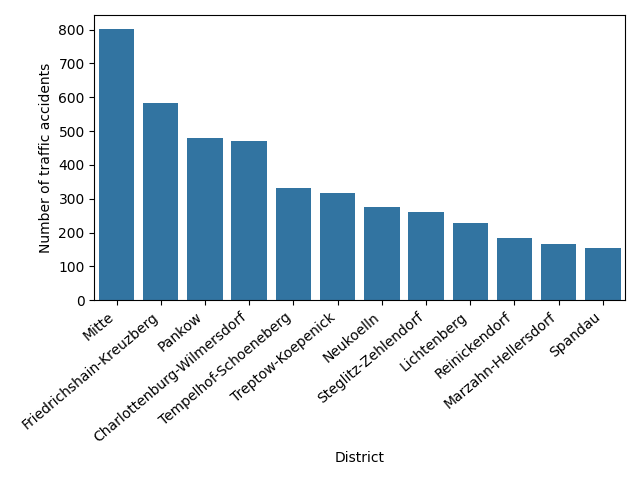 800
700
600
500
400
300
200
100
0
Number of traffic accidents
Mitte
Friedrichshain-Kreuzberg
Pankow
Charlottenburg-Wilmersdorf
Tempelhof-Schoeneberg
Treptow-Koepenick
Neukoelln
Steglitz-Zehlendorf
Lichtenberg
Reinickendorf
Marzahn-Hellersdorf
Spandau
District